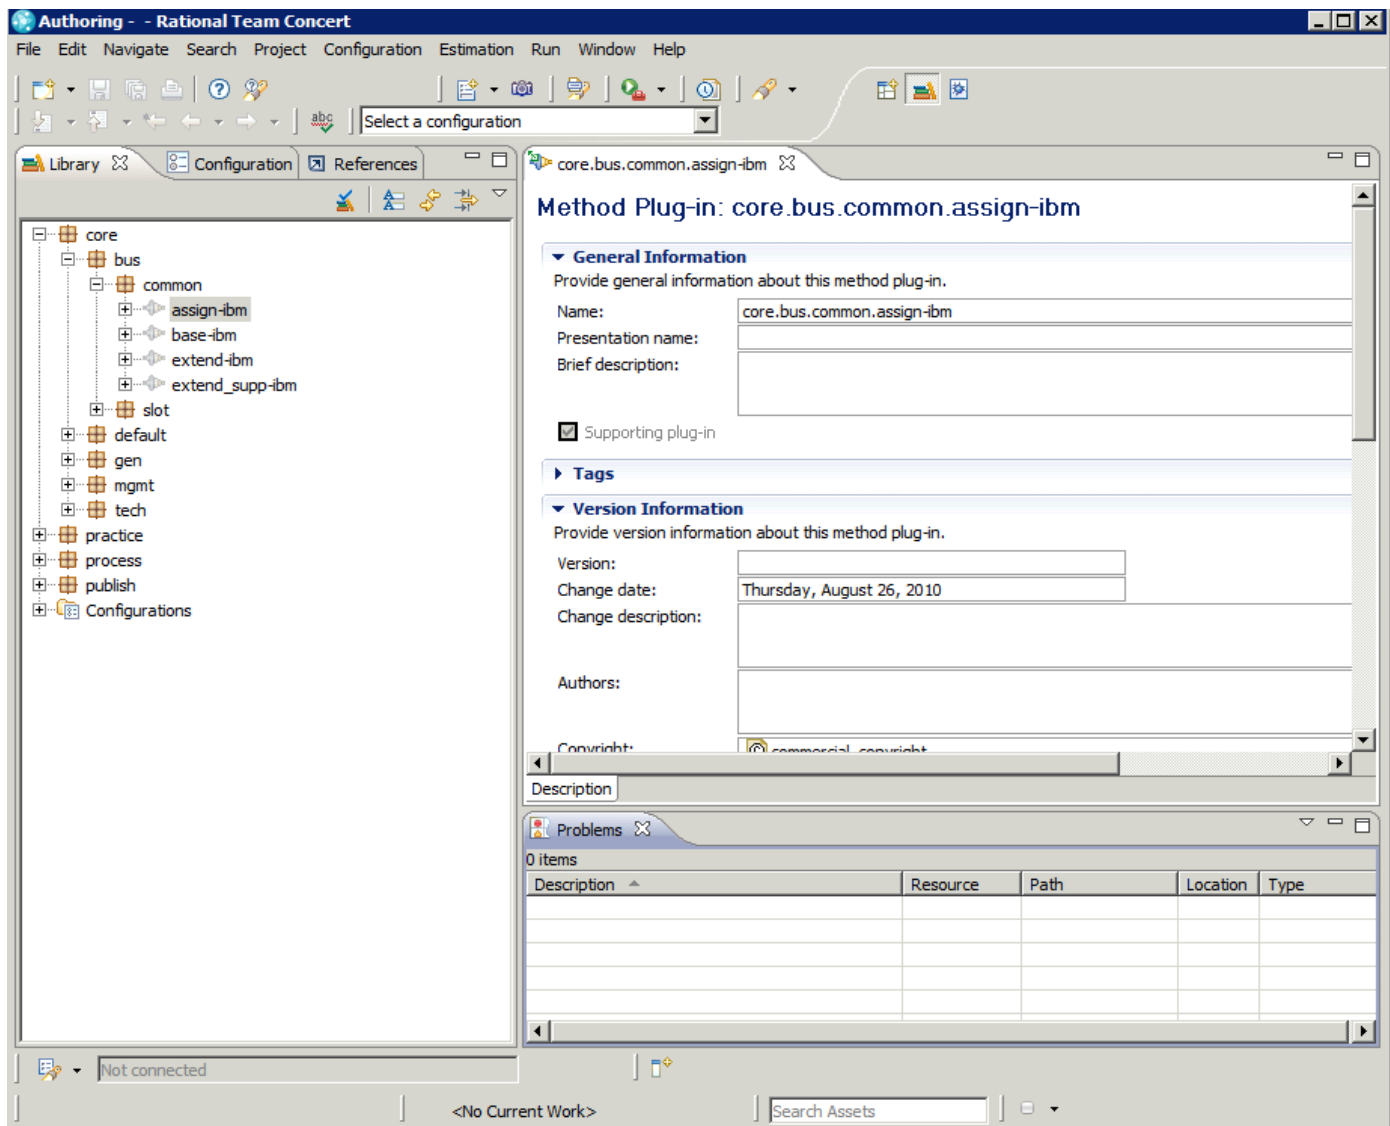 Authoring - - Rational Team Concert
File Edit Navigate Search Project Configuration Estimation Run Window Help
abc
Select a configuration
Library Configuration References
core
bus
common
assign-ibm
base-ibm
extend-ibm
extend_supp-ibm
slot
default
gen
mgmt
tech
practice
process
publish
Configurations
core.bus.common.assign-ibm
Method Plug-in: core.bus.common.assign-ibm
General Information
Provide general information about this method plug-in.
Name: core.bus.common.assign-ibm
Presentation name:
Brief description:
Supporting plug-in
Tags
Version Information
Provide version information about this method plug-in.
Version:
Change date: Thursday, August 26, 2010
Change description:
Authors:
Copyright: commercial_copyright
Description
Problems
0 items
Description Resource Path Location Type
Not connected
<No Current Work>
Search Assets